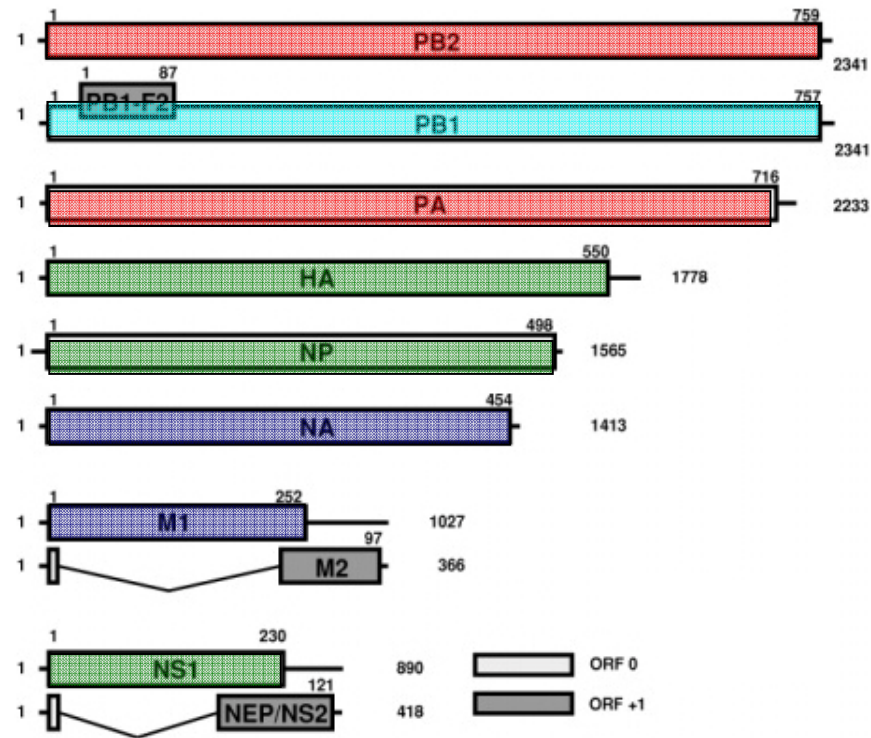 1 759
1 PB2
2341
1 87
PB1-F2
1 757
1 PB1
2341
1 716
1 PA 2233
1 550
1 HA 1778
1 498
1 NP 1565
1 454
1 NA 1413
1 252
1 M1 1027
97
1 M2 366
1 230
1 NS1 890 ORF 0
121
1 NEP/NS2 418 ORF +1